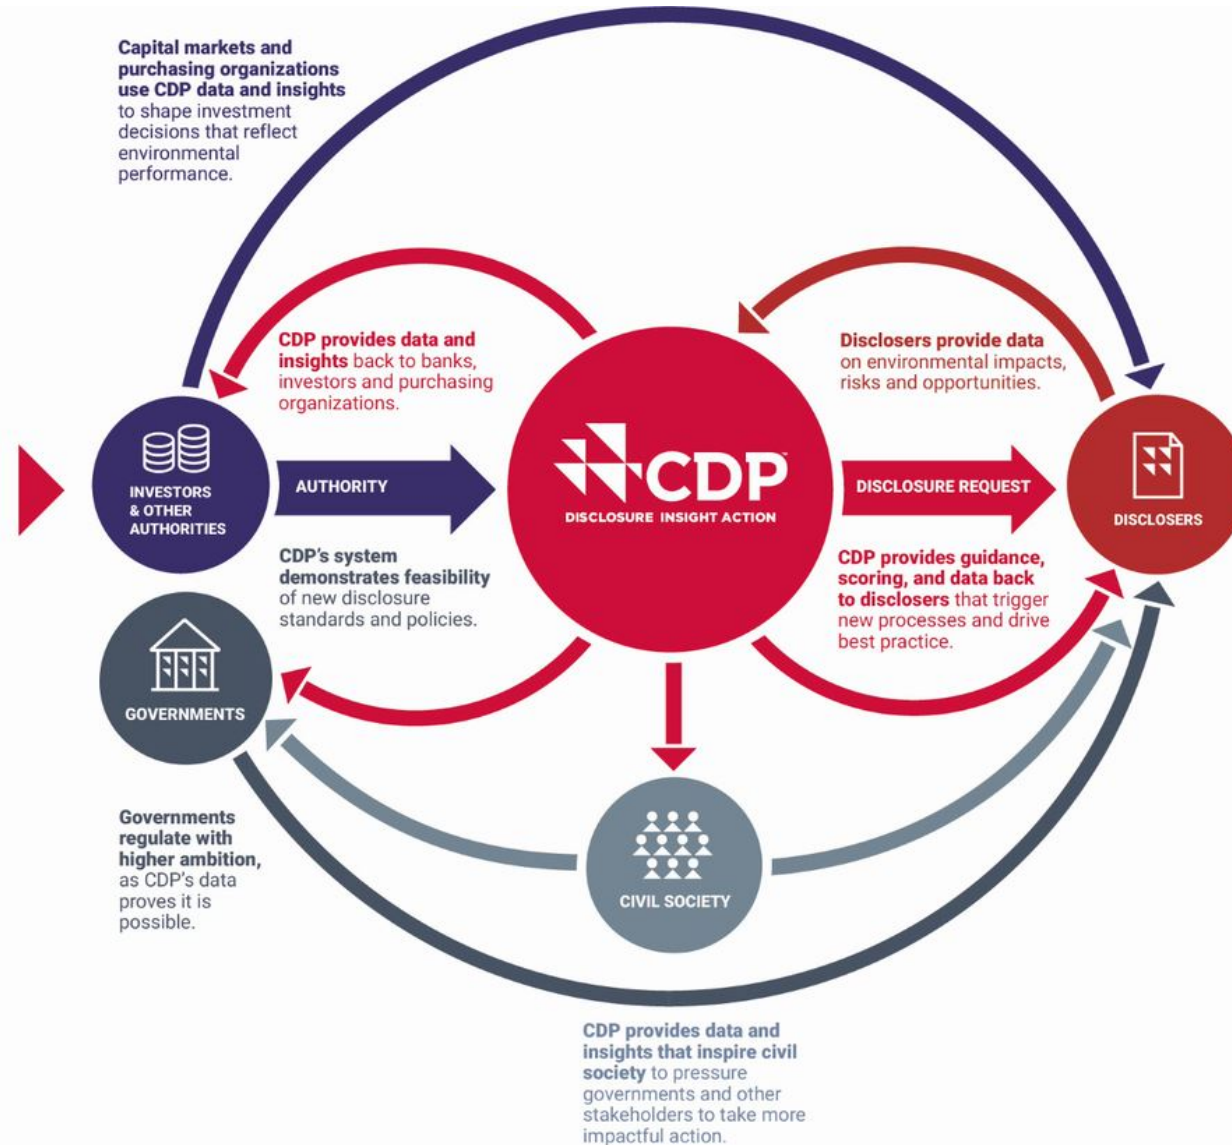 Capital markets and
purchasing organizations
use CDP data and insights
to shape investment
decisions that reflect
environmental
performance.
CDP provides data and
insights back to banks,
investors and purchasing
organizations.
Disclosers provide data
on environmental impacts,
risks and opportunities.
INVESTORS
& OTHER
AUTHORITIES
AUTHORITY
CDP™
DISCLOSURE INSIGHT ACTION
DISCLOSURE REQUEST
DISCLOSERS
CDP's system
demonstrates feasibility
of new disclosure
standards and policies.
CDP provides guidance,
scoring, and data back
to disclosers that trigger
new processes and drive
best practice.
GOVERNMENTS
Governments
regulate with
higher ambition,
as CDP's data
proves it is
possible.
CIVIL SOCIETY
CDP provides data and
insights that inspire civil
society to pressure
governments and other
stakeholders to take more
impactful action.